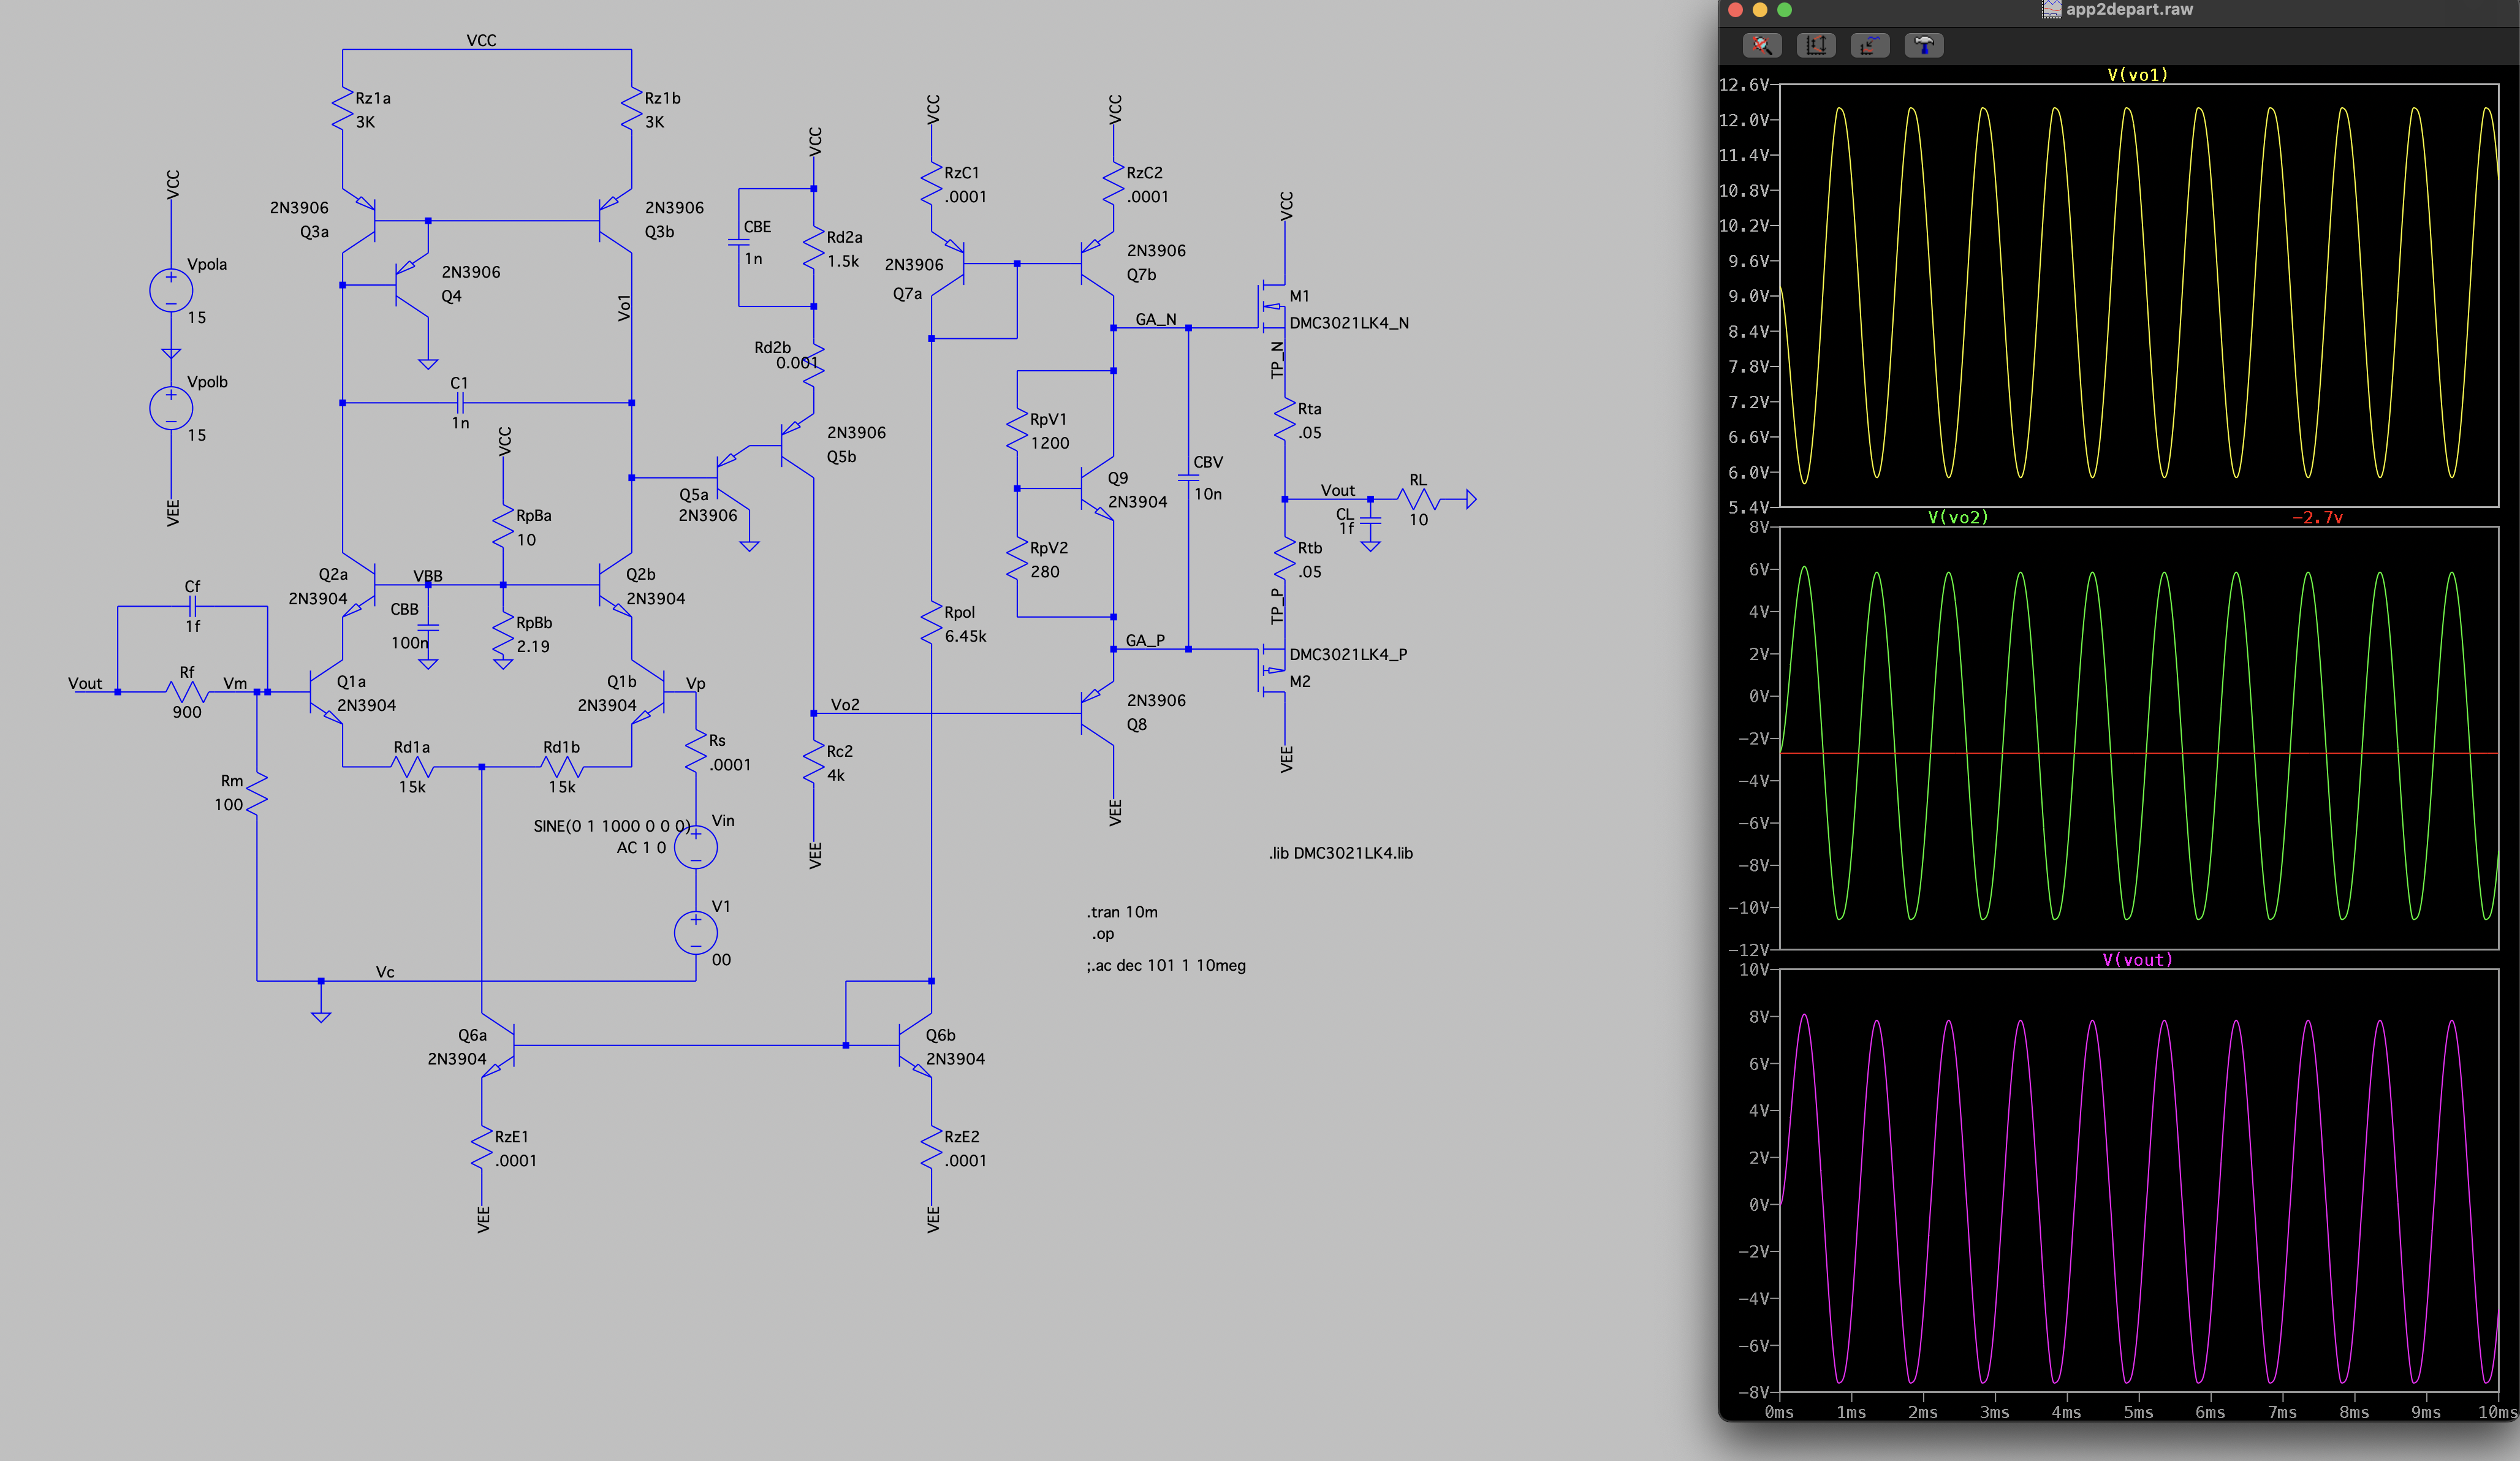 VCC
Rz1a
3K
Rz1b
3K
VCC
2N3906
Q3a
2N3906
Q3b
2N3906
Q4
Vpola
15
Vpolb
15
VEE
Vo1
C1
1n
VCC
CBE
1n
Rd2a
1.5k
Rd2b
0.001
2N3906
Q5b
Q5a
2N3906
VCC
RpBa
10
Q2a
2N3904
VBB
CBB
100n
RpBb
2.19
Q2b
2N3904
Cf
1f
Rf
900
Vout
Vm
Q1a
2N3904
Q1b
2N3904
Vp
Rd1a
15k
Rd1b
15k
Rs
.0001
Rm
100
SINE(0 1 1000 0 0 0)
AC 1 0
Vin
V1
00
Vc
Vo2
Rc2
4k
VEE
Q6a
2N3904
Q6b
2N3904
RzE1
.0001
RzE2
.0001
VEE
VEE
VCC
VCC
RzC1
.0001
RzC2
.0001
2N3906
Q7a
2N3906
Q7b
VCC
GA_N
M1
DMC3021LK4_N
TP_N
RpV1
1200
Q9
2N3904
CBV
10n
Rta
.05
Vout
RL
10
CL
1f
RpV2
280
Rtb
.05
TP_P
Rpol
6.45k
GA_P
DMC3021LK4_P
M2
2N3906
Q8
VEE
VEE
.lib DMC3021LK4.lib
.tran 10m
.op
;.ac dec 101 1 10meg
app2depart.raw
V(vo1)
12.6V
12.0V
11.4V
10.8V
10.2V
9.6V
9.0V
8.4V
7.8V
7.2V
6.6V
6.0V
5.4V
V(vo2) -2.7v
8V
6V
4V
2V
0V
-2V
-4V
-6V
-8V
-10V
-12V
V(vout)
10V
8V
6V
4V
2V
0V
-2V
-4V
-6V
-8V
0ms 1ms 2ms 3ms 4ms 5ms 6ms 7ms 8ms 9ms 10ms